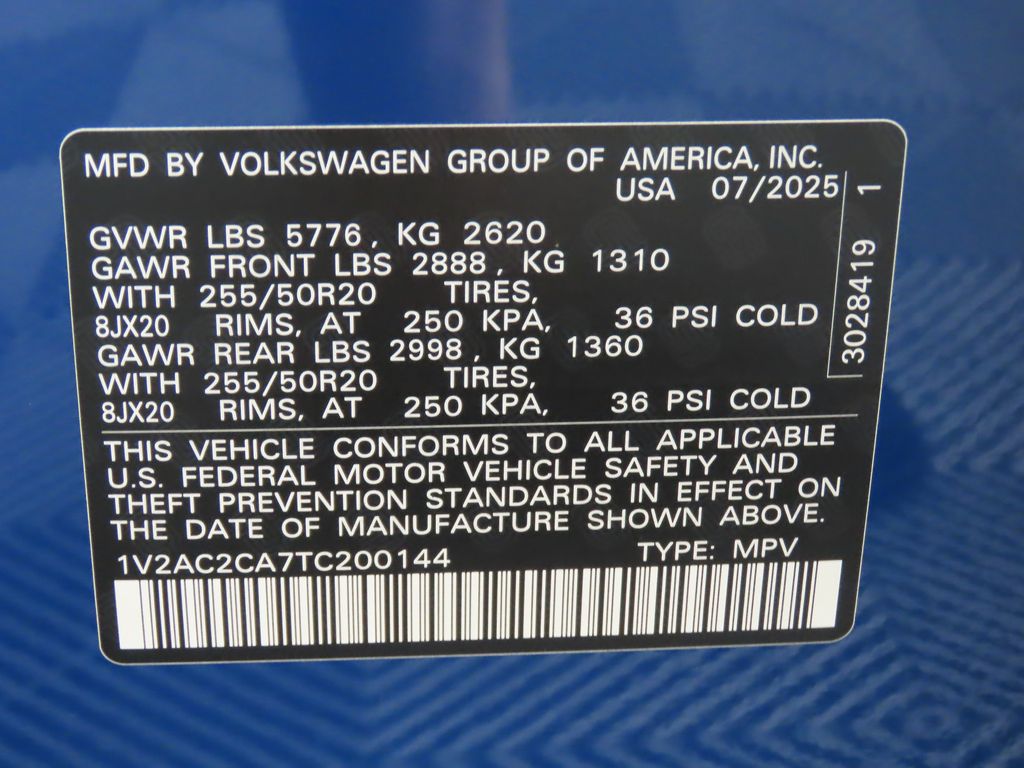 MFD BY VOLKSWAGEN GROUP OF AMERICA, INC.
USA 07/2025
GVWR LBS 5776, KG 2620
GAWR FRONT LBS 2888, KG 1310
WITH 255/50R20 TIRES,
8JX20 RIMS, AT 250 KPA, 36 PSI COLD
GAWR REAR LBS 2998, KG 1360
WITH 255/50R20 TIRES,
8JX20 RIMS, AT 250 KPA, 36 PSI COLD
3028419 1
THIS VEHICLE CONFORMS TO ALL APPLICABLE
U.S. FEDERAL MOTOR VEHICLE SAFETY AND
THEFT PREVENTION STANDARDS IN EFFECT ON
THE DATE OF MANUFACTURE SHOWN ABOVE.
1V2AC2CA7TC200144 TYPE: MPV